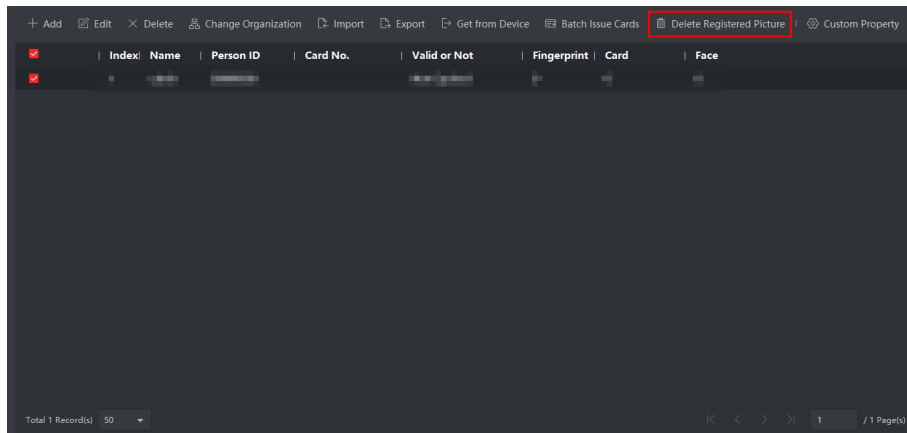 Add Edit Delete Change Organization Import Export Get from Device Batch Issue Cards Delete Registered Picture Custom Property
Index Name Person ID Card No. Valid or Not Fingerprint Card Face
Total 1 Record(s) 50 1 / 1 Page(s)